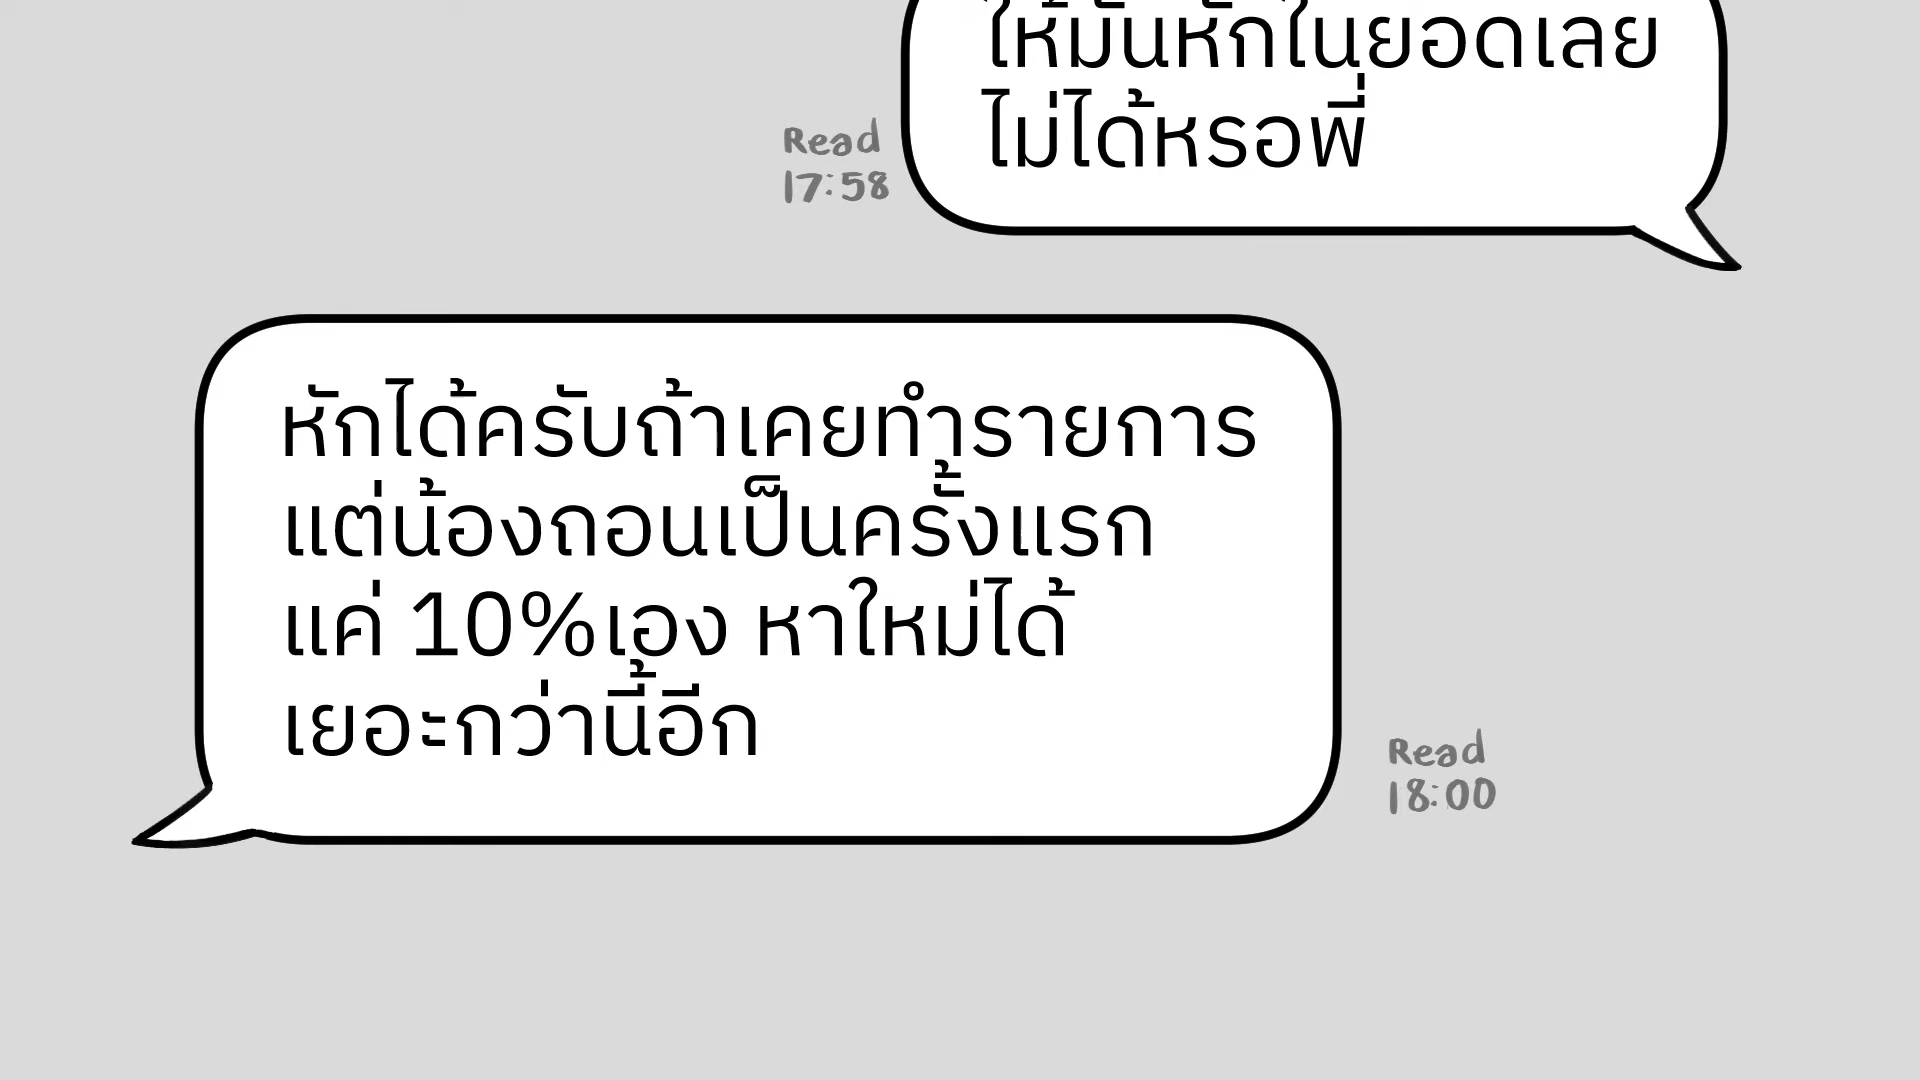 ให้มันหักในยอดเลย
ไม่ได้หรอพี่
Read
17:58
หักได้ครับถ้าเคยทำรายการ
แต่น้องถอนเป็นครั้งแรก
แค่ 10%เอง หาใหม่ได้
เยอะกว่านี้อีก
Read
18:00